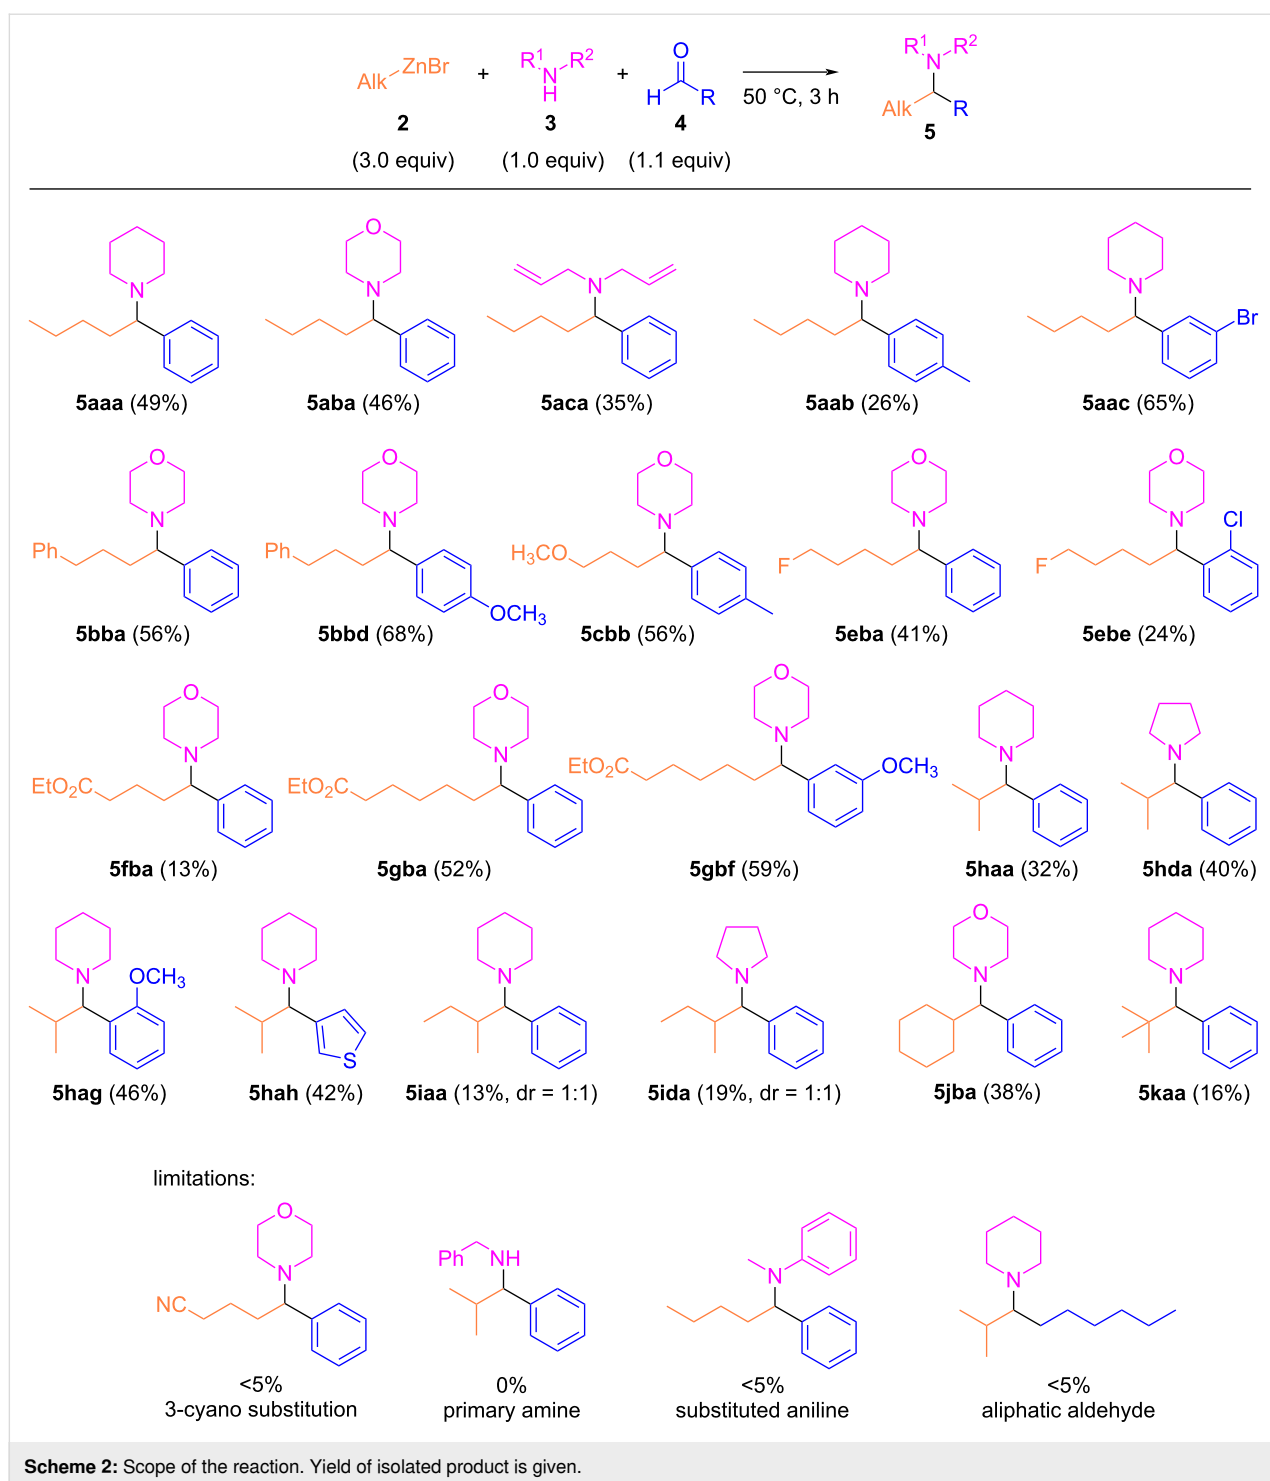 R¹ R² N
Alk ZnBr + R¹ N H R² + O H R 50 °C, 3 h Alk R
2 3 4 5
(3.0 equiv) (1.0 equiv) (1.1 equiv)
N O N N N N Br
5aaa (49%) 5aba (46%) 5aca (35%) 5aab (26%) 5aac (65%)
O N Ph O N Ph OCH₃ O N H₃CO O N F O N Cl F
5bba (56%) 5bbd (68%) 5cbb (56%) 5eba (41%) 5ebe (24%)
O N EtO₂C O N EtO₂C O N EtO₂C OCH₃ N N
5fba (13%) 5gba (52%) 5gbf (59%) 5haa (32%) 5hda (40%)
N OCH₃ N S N N O N N
5hag (46%) 5hah (42%) 5iaa (13%, dr = 1:1) 5ida (19%, dr = 1:1) 5jba (38%) 5kaa (16%)
limitations:
O N NC Ph NH N N
<5% 0% <5% <5%
3-cyano substitution primary amine substituted aniline aliphatic aldehyde
Scheme 2: Scope of the reaction. Yield of isolated product is given.